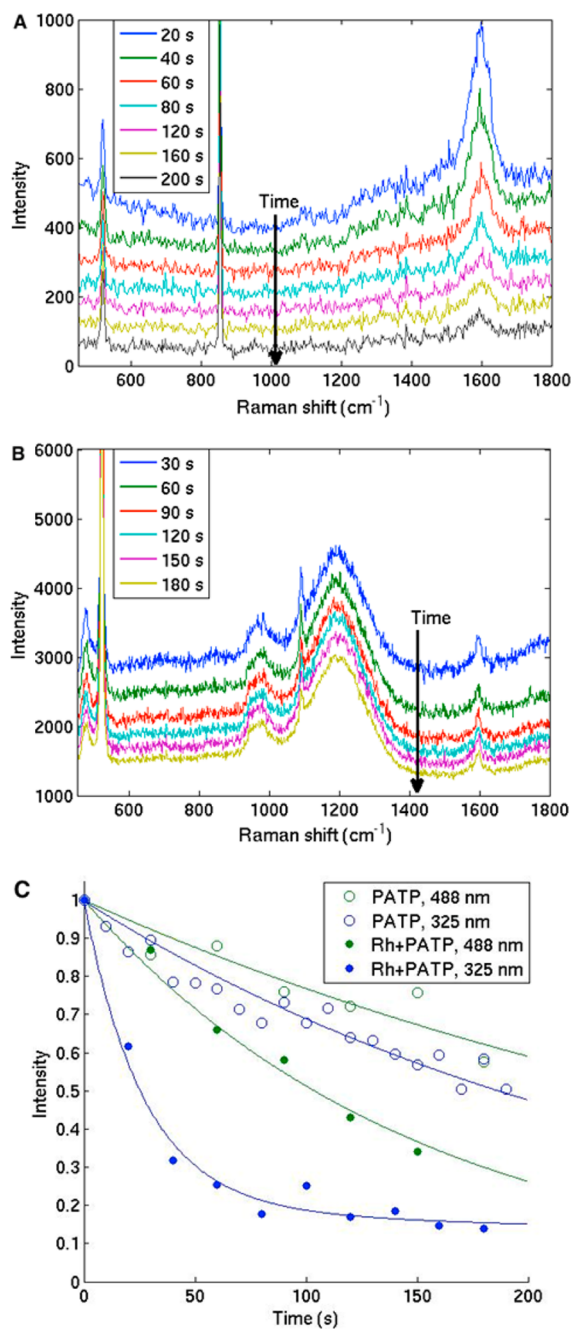 A
1000
800
600
400
200
0
Intensity
20 s
40 s
60 s
80 s
120 s
160 s
200 s
Time
600 800 1000 1200 1400 1600 1800
Raman shift (cm⁻¹)
B
6000
5000
4000
3000
2000
1000
Intensity
30 s
60 s
90 s
120 s
150 s
180 s
Time
600 800 1000 1200 1400 1600 1800
Raman shift (cm⁻¹)
C
1
0.9
0.8
0.7
0.6
0.5
0.4
0.3
0.2
0.1
0
Intensity
PATP, 488 nm
PATP, 325 nm
Rh+PATP, 488 nm
Rh+PATP, 325 nm
0 50 100 150 200
Time (s)